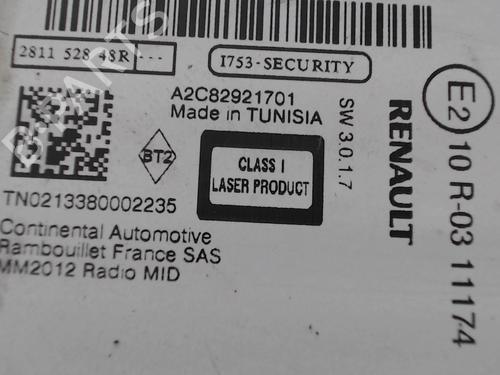 2811 528 48R ---
I753-SECURITY
A2C82921701
Made in TUNISIA
SW 3.0.1.7
RENAULT
E2
10 R-03 11174
BT2
CLASS I
LASER PRODUCT
TN0213380002235
Continental Automotive
Rambouillet France SAS
MM2012 Radio MID
B-PARTS